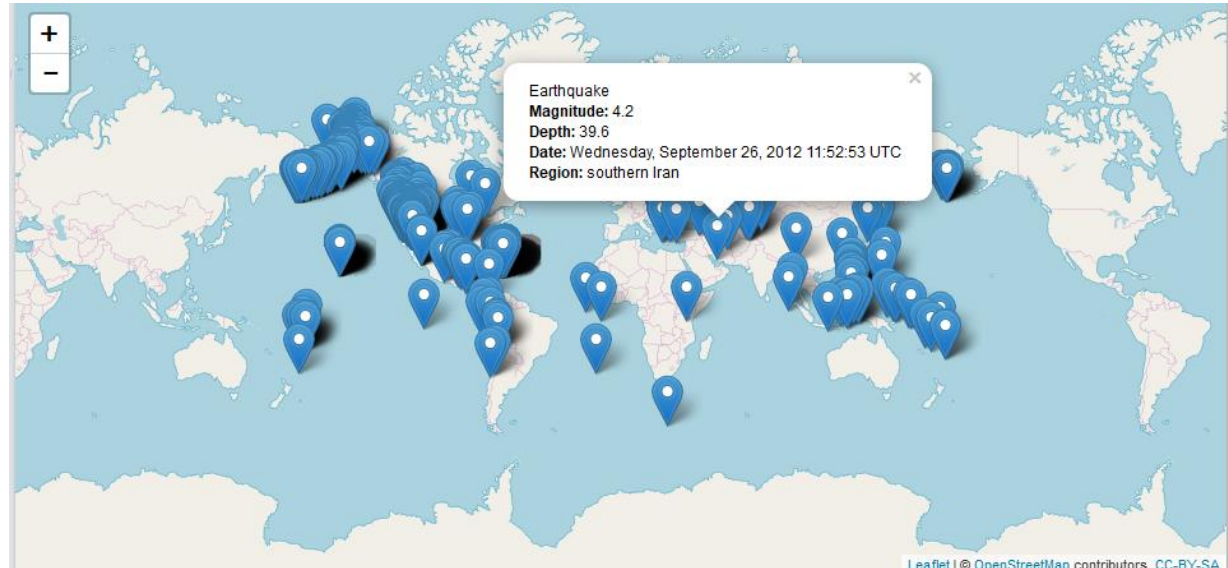 +
−
×
Earthquake
Magnitude: 4.2
Depth: 39.6
Date: Wednesday, September 26, 2012 11:52:53 UTC
Region: southern Iran
Leaflet | © OpenStreetMap contributors, CC-BY-SA